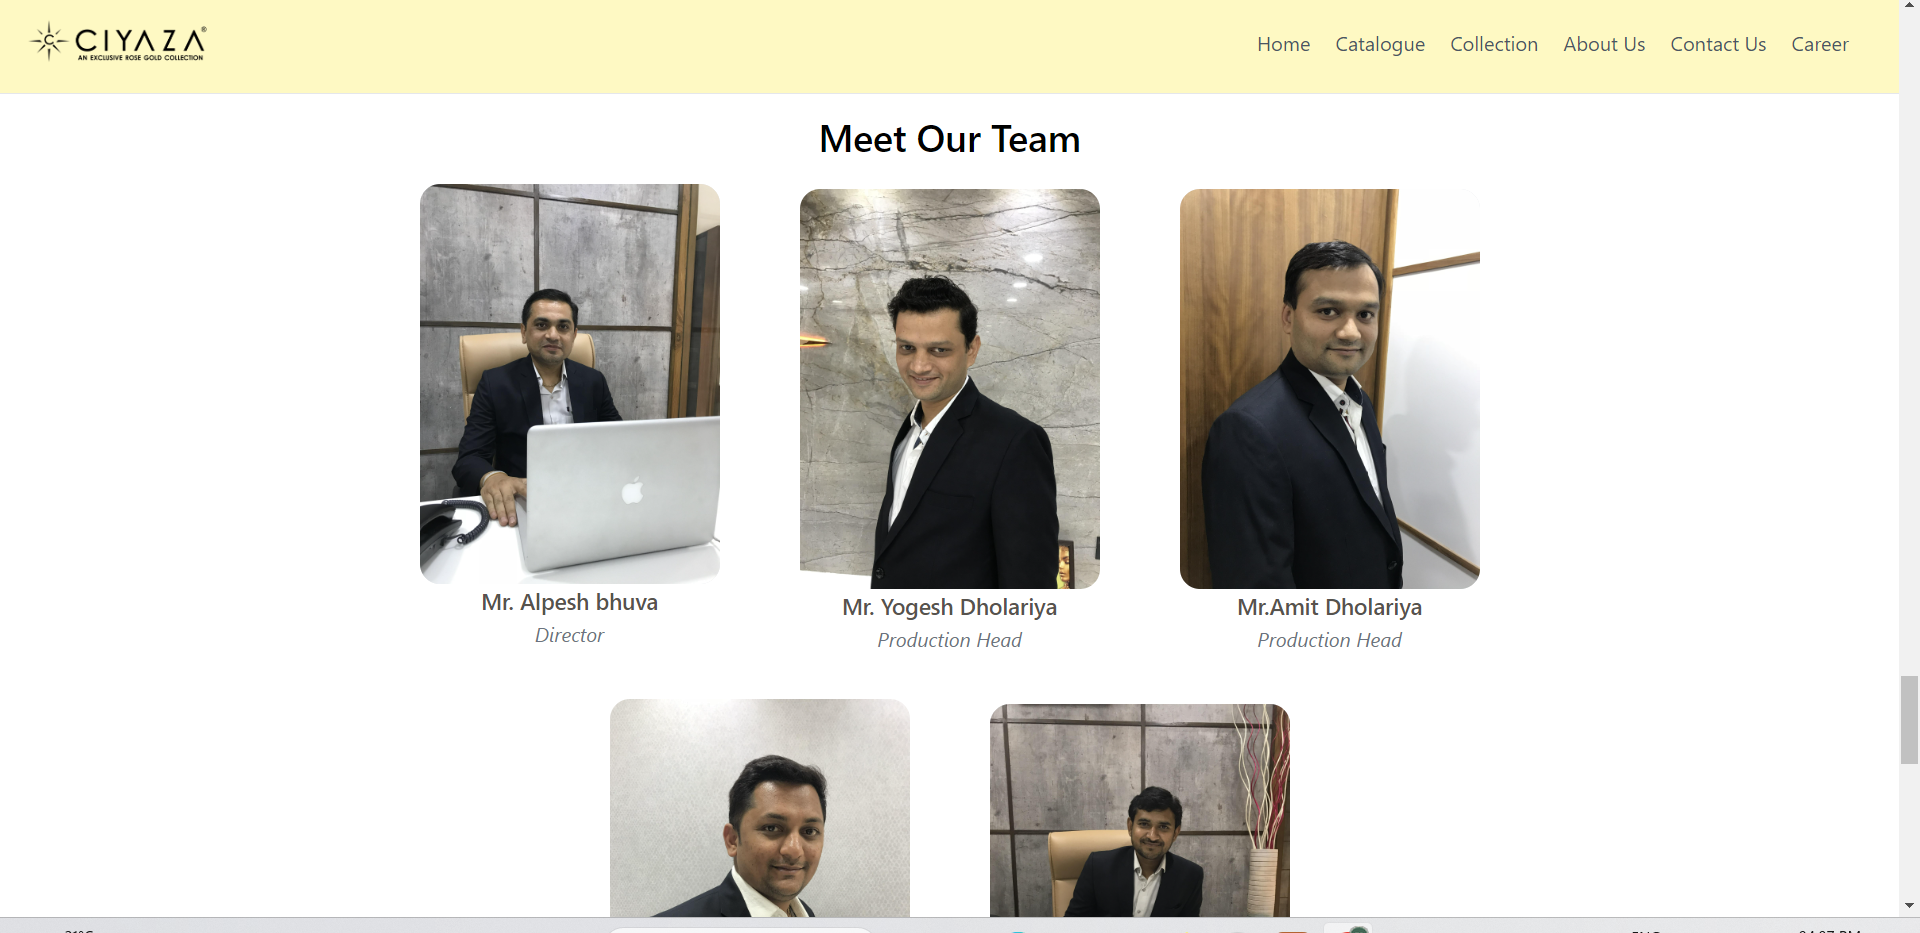 CIYAZA®
AN EXCLUSIVE ROSE GOLD COLLECTION
Home Catalogue Collection About Us Contact Us Career
Meet Our Team
Mr. Alpesh bhuva
Director
Mr. Yogesh Dholariya
Production Head
Mr.Amit Dholariya
Production Head